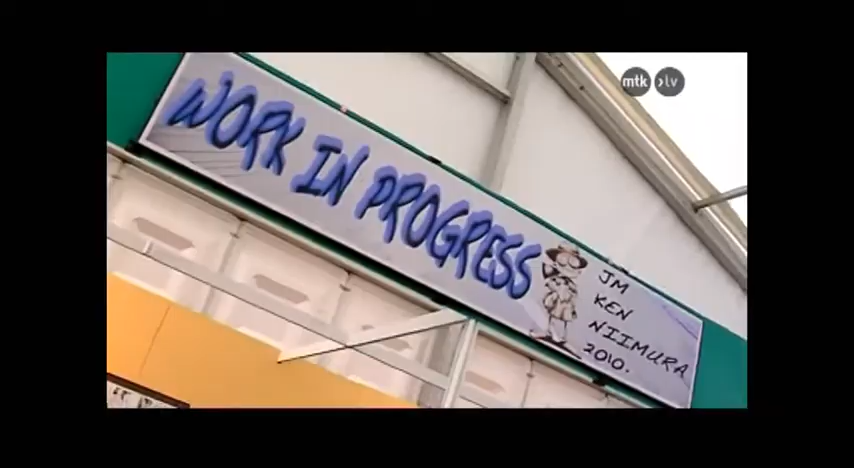 mtk >lv
WORK IN PROGRESS
JM
KEN
NIIMURA
2010.